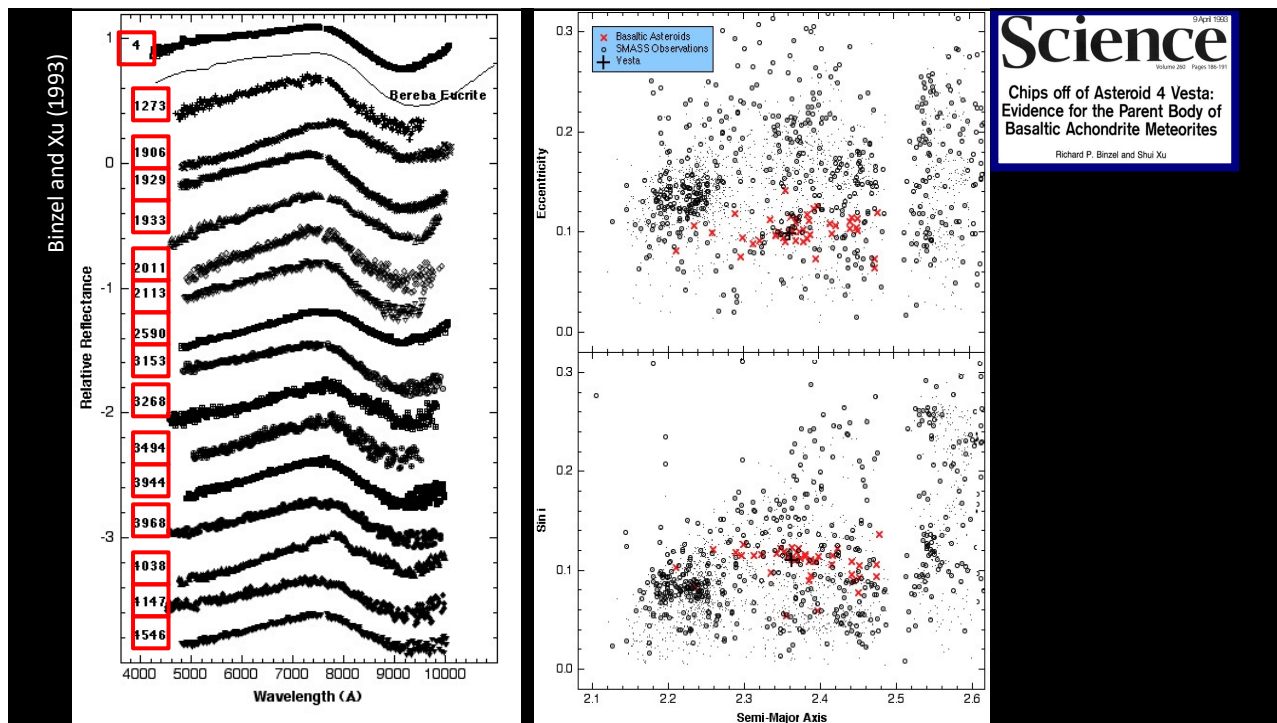 Binzel and Xu (1993)
1
0
-1
-2
-3
Relative Reflectance
4
Bereba Eucrite
1273
1906
1929
1933
2011
2113
2590
3153
3268
3494
3944
3968
4038
4147
4546
4000 5000 6000 7000 8000 9000 10000
Wavelength (A)
Basaltic Asteroids
SMASS Observations
Vesta
0.3
0.2
0.1
0.0
Eccentricity
0.3
0.2
0.1
0.0
Sin i
2.1 2.2 2.3 2.4 2.5 2.6
Semi-Major Axis
9 April 1993
Science
Volume 260 Pages 186-191
Chips off of Asteroid 4 Vesta:
Evidence for the Parent Body of
Basaltic Achondrite Meteorites
Richard P. Binzel and Shui Xu